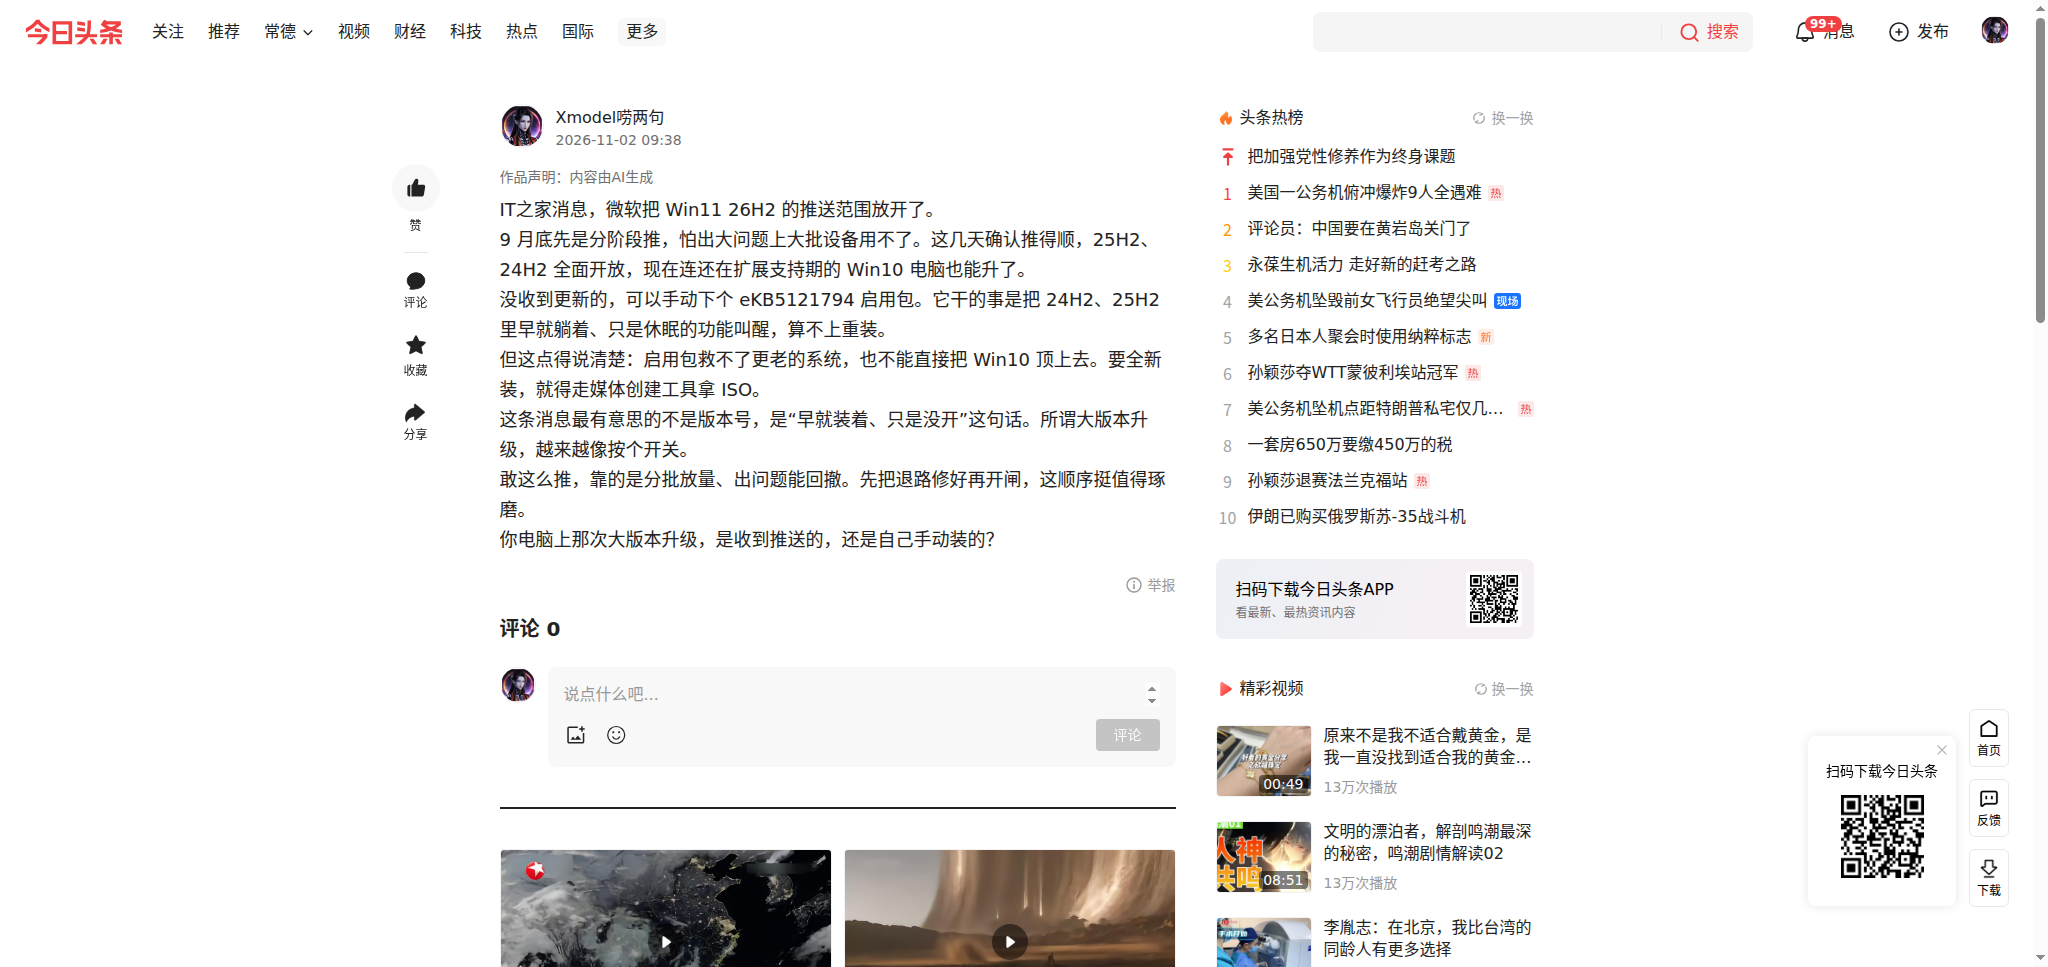 今日头条
关注 推荐 常德 视频 财经 科技 热点 国际 更多
搜索
99+
消息
发布
Xmodel唠两句
2026-11-02 09:38
作品声明：内容由AI生成
IT之家消息，微软把 Win11 26H2 的推送范围放开了。
9 月底先是分阶段推，怕出大问题上大批设备用不了。这几天确认推得顺，25H2、
24H2 全面开放，现在连还在扩展支持期的 Win10 电脑也能升了。
没收到更新的，可以手动下个 eKB5121794 启用包。它干的事是把 24H2、25H2
里早就躺着、只是休眠的功能叫醒，算不上重装。
但这点得说清楚：启用包救不了更老的系统，也不能直接把 Win10 顶上去。要全新
装，就得走媒体创建工具拿 ISO。
这条消息最有意思的不是版本号，是“早就装着、只是没开”这句话。所谓大版本升
级，越来越像按个开关。
敢这么推，靠的是分批放量、出问题能回撤。先把退路修好再开闸，这顺序挺值得琢
磨。
你电脑上那次大版本升级，是收到推送的，还是自己手动装的？
赞
评论
收藏
分享
举报
评论 0
说点什么吧...
评论
头条热榜
换一换
把加强党性修养作为终身课题
1 美国一公务机俯冲爆炸9人全遇难 热
2 评论员：中国要在黄岩岛关门了
3 永葆生机活力 走好新的赶考之路
4 美公务机坠毁前女飞行员绝望尖叫 现场
5 多名日本人聚会时使用纳粹标志 新
6 孙颖莎夺WTT蒙彼利埃站冠军 热
7 美公务机坠机点距特朗普私宅仅几... 热
8 一套房650万要缴450万的税
9 孙颖莎退赛法兰克福站 热
10 伊朗已购买俄罗斯苏-35战斗机
扫码下载今日头条APP
看最新、最热资讯内容
精彩视频
换一换
00:49
原来不是我不适合戴黄金，是
我一直没找到适合我的黄金...
13万次播放
人神
共鸣
08:51
文明的漂泊者，解剖鸣潮最深
的秘密，鸣潮剧情解读02
13万次播放
李胤志：在北京，我比台湾的
同龄人有更多选择
扫码下载今日头条
首页
反馈
下载